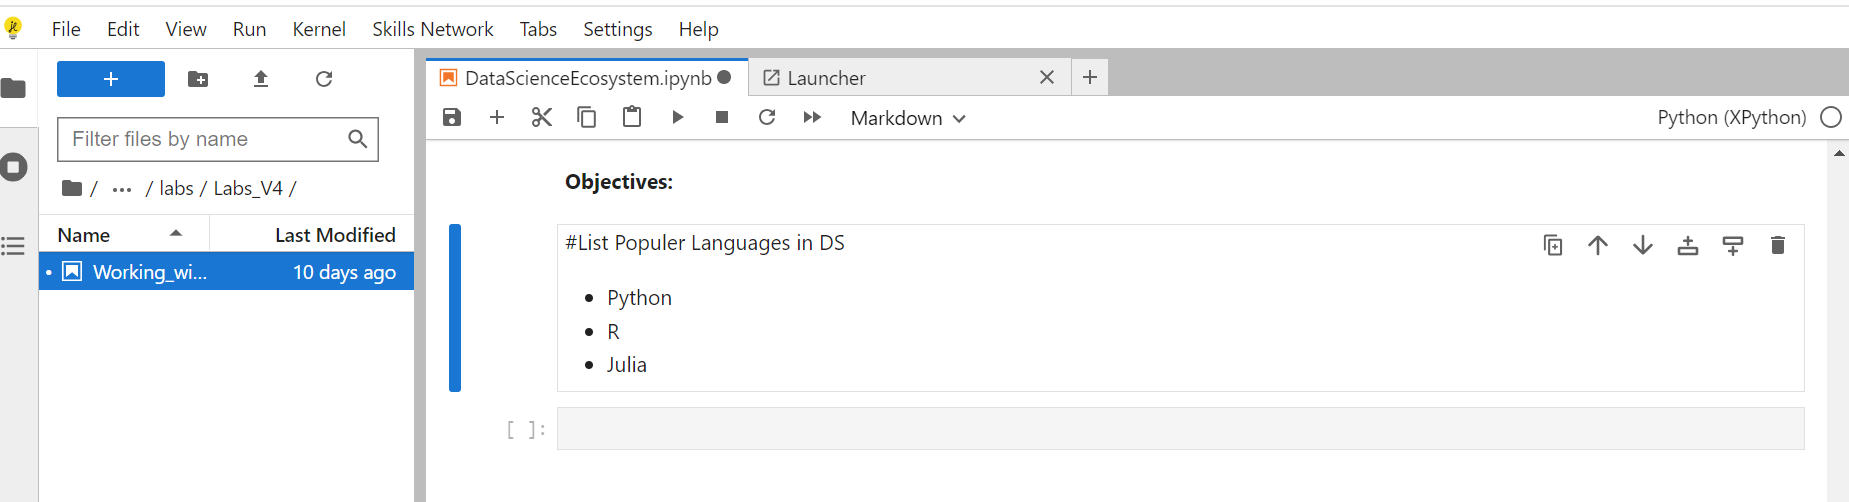 File Edit View Run Kernel Skills Network Tabs Settings Help
+
Filter files by name
/ ... / labs / Labs_V4 /
Name Last Modified
Working_wi... 10 days ago
DataScienceEcosystem.ipynb Launcher
Markdown Python (XPython)
Objectives:
#List Populer Languages in DS
• Python
• R
• Julia
[ ]: